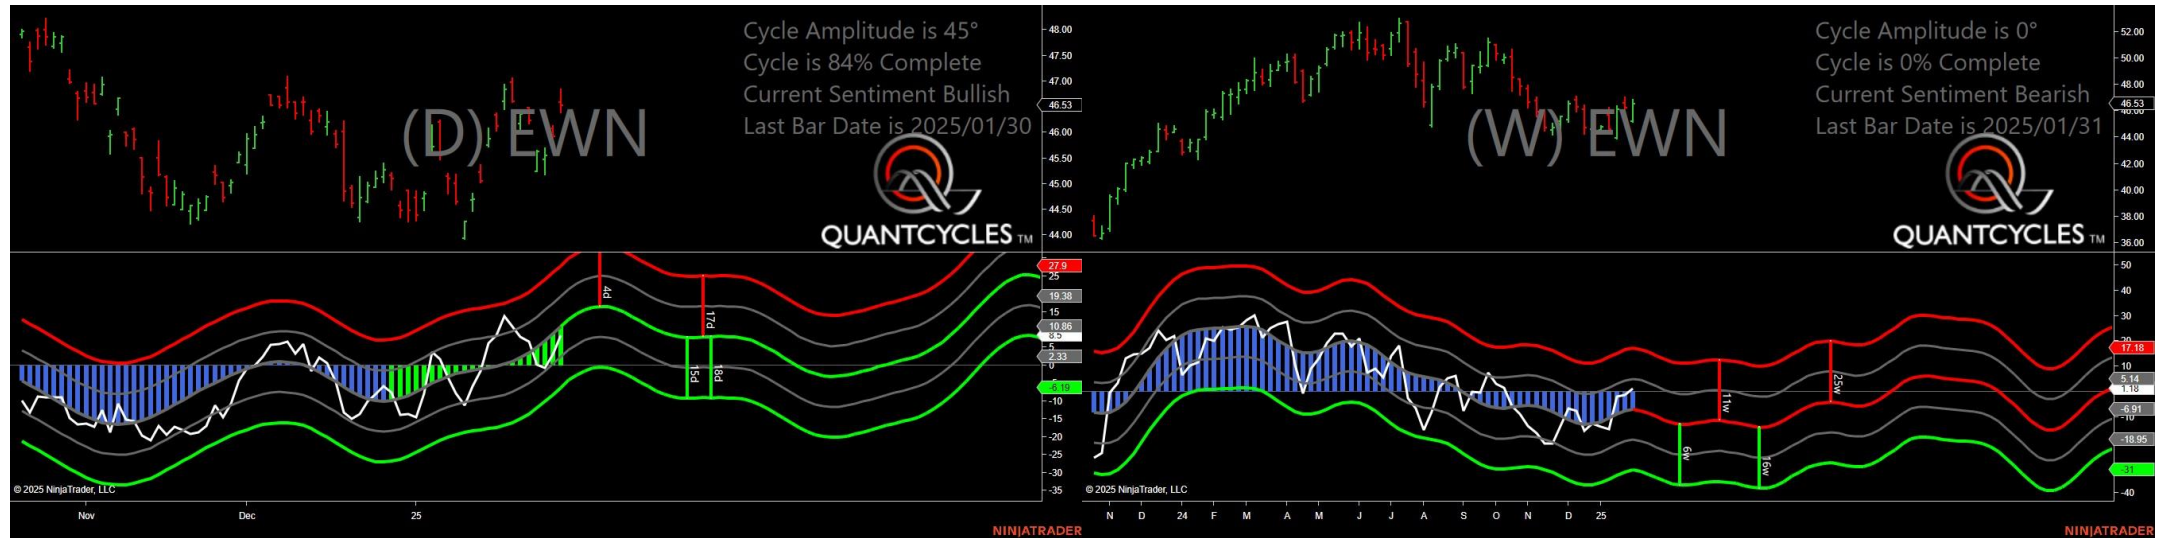 Cycle Amplitude is 45°
Cycle is 84% Complete
Current Sentiment Bullish
Last Bar Date is 2025/01/30
(D) EWN
QUANTCYCLES TM
48.00
47.50
47.00
46.53
46.00
45.50
45.00
44.50
44.00
27.9
25
19.38
15
10.86
8.5
5
2.33
0
-6.19
-10
-15
-20
-25
-30
-35
4d
17d
15d
18d
© 2025 NinjaTrader, LLC
Nov
Dec
25
NINJATRADER
Cycle Amplitude is 0°
Cycle is 0% Complete
Current Sentiment Bearish
Last Bar Date is 2025/01/31
(W) EWN
QUANTCYCLES TM
52.00
50.00
48.00
46.53
44.00
42.00
40.00
38.00
36.00
50
40
30
17.18
10
5.14
1.18
-6.91
-18.95
-31
-40
11w
25w
6w
16w
© 2025 NinjaTrader, LLC
N D 24 F M A M J J A S O N D 25
NINJATRADER